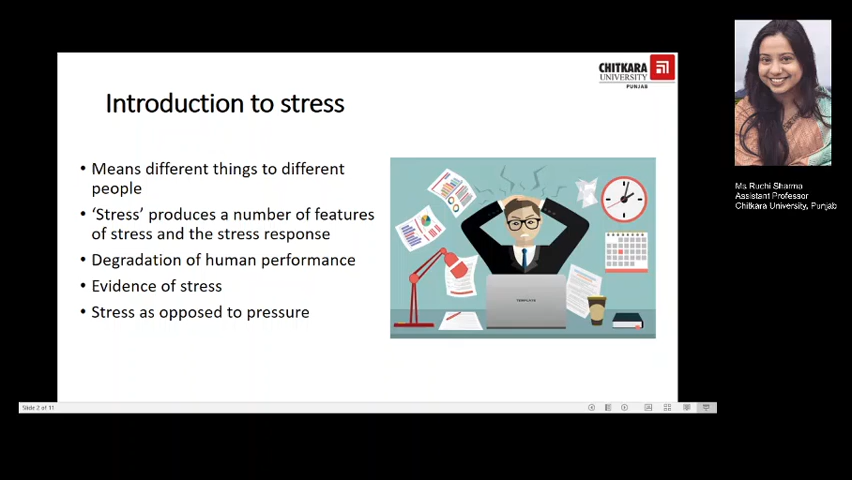 CHITKARA
UNIVERSITY
PUNJAB
Introduction to stress
• Means different things to different
people
• ‘Stress’ produces a number of features
of stress and the stress response
• Degradation of human performance
• Evidence of stress
• Stress as opposed to pressure
TEMPLATE
Slide 2 of 11
Ms Ruchi Sharma
Assistant Professor
Chitkara University, Punjab